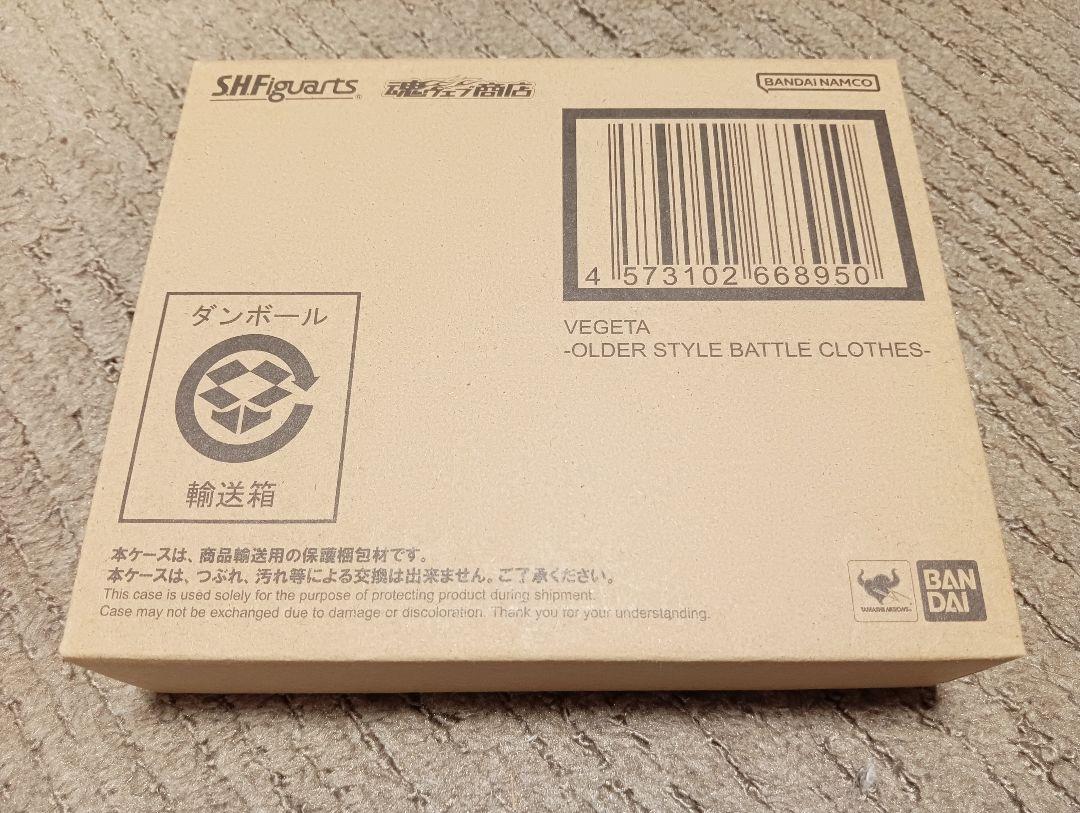 S.H.Figuarts®
魂ウェブ商店
BANDAI NAMCO
4 573102 668950
VEGETA
-OLDER STYLE BATTLE CLOTHES-
ダンボール
輸送箱
本ケースは、商品輸送用の保護梱包材です。
本ケースは、つぶれ、汚れ等による交換は出来ません。ご了承ください。
This case is used solely for the purpose of protecting product during shipment.
Case may not be exchanged due to damage or discoloration. Thank you for your understanding.
TAMASHII NATIONS
BAN
DAI